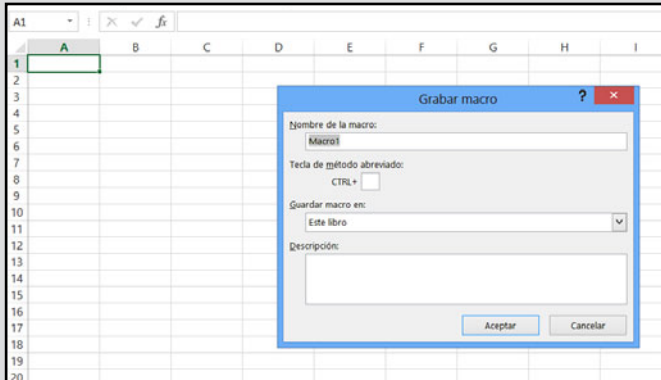 A1 fx
A B C D E F G H I
1
2
3
4
5
6
7
8
9
10
11
12
13
14
15
16
17
18
19
20
Grabar macro ?
Nombre de la macro:
Macro1
Tecla de método abreviado:
CTRL+
Guardar macro en:
Este libro
Descripción:
Aceptar Cancelar